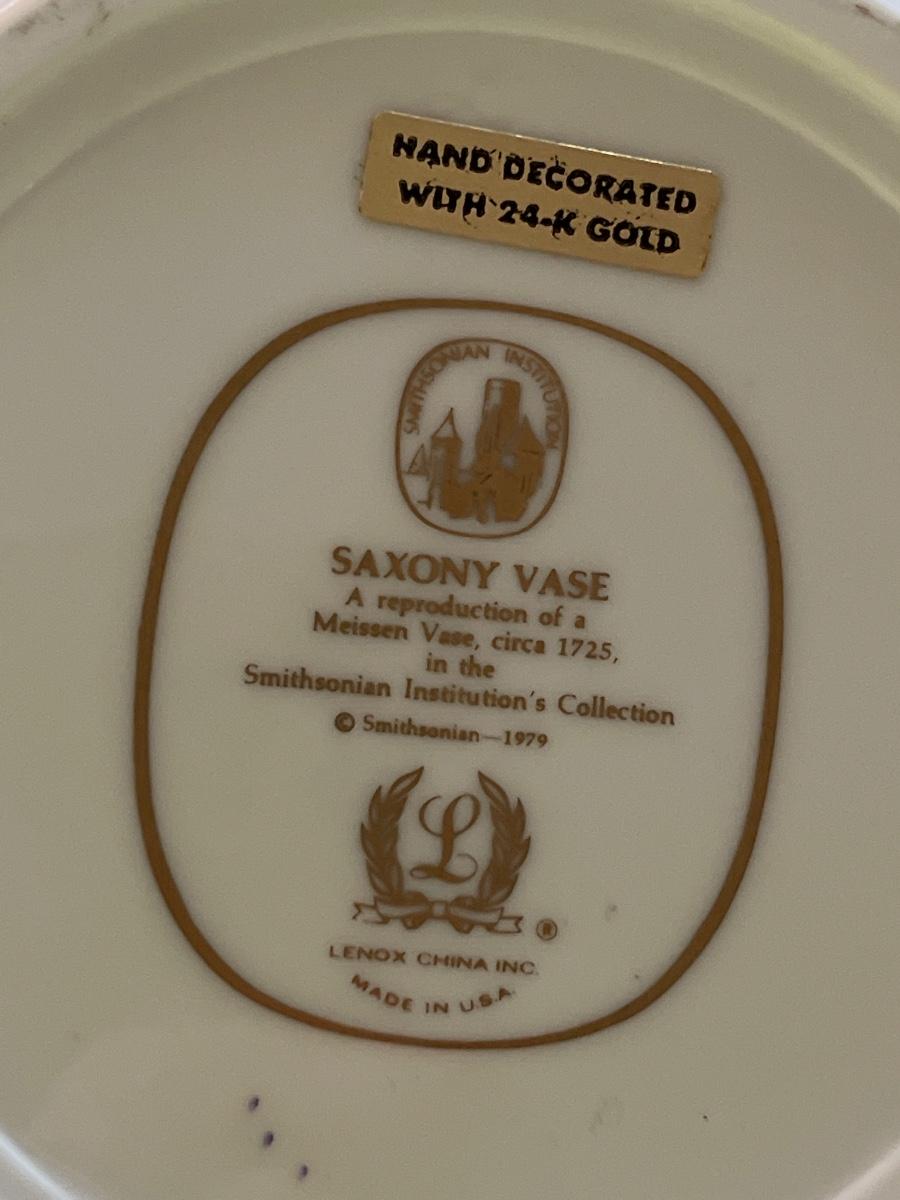 HAND DECORATED
WITH 24-K GOLD
SMITHSONIAN INSTITUTION
SAXONY VASE
A reproduction of a
Meissen Vase, circa 1725,
in the
Smithsonian Institution's Collection
© Smithsonian—1979
L
®
LENOX CHINA INC.
MADE IN U.S.A.